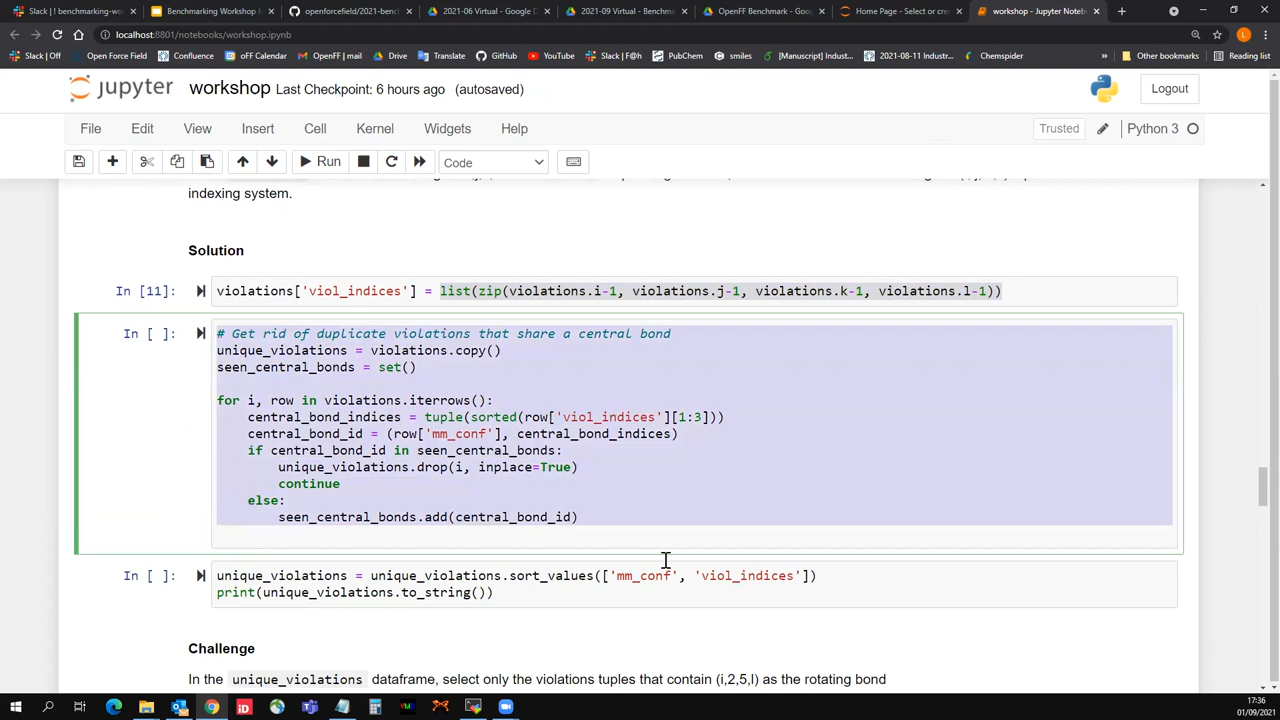 Slack | ! benchmarking-wor
Benchmarking Workshop
openforcefield/2021-benc
2021-06 Virtual - Google D
2021-09 Virtual - Benchma
OpenFF Benchmark - Goog
Home Page - Select or cre
workshop - Jupyter Notebo
localhost:8801/notebooks/workshop.ipynb
Slack | Off
Open Force Field
Confluence
oFF Calendar
OpenFF | mail
Drive
Translate
GitHub
YouTube
Slack | F@h
PubChem
smiles
[Manuscript] Industr...
2021-08-11 Industri...
Chemspider
Other bookmarks
Reading list
jupyter workshop Last Checkpoint: 6 hours ago (autosaved)
Logout
File Edit View Insert Cell Kernel Widgets Help
Trusted
Python 3
Run
Code
indexing system.
Solution
In [11]: violations['viol_indices'] = list(zip(violations.i-1, violations.j-1, violations.k-1, violations.l-1))
In [ ]: # Get rid of duplicate violations that share a central bond
unique_violations = violations.copy()
seen_central_bonds = set()
for i, row in violations.iterrows():
central_bond_indices = tuple(sorted(row['viol_indices'][1:3]))
central_bond_id = (row['mm_conf'], central_bond_indices)
if central_bond_id in seen_central_bonds:
unique_violations.drop(i, inplace=True)
continue
else:
seen_central_bonds.add(central_bond_id)
In [ ]: unique_violations = unique_violations.sort_values(['mm_conf', 'viol_indices'])
print(unique_violations.to_string())
Challenge
In the unique_violations dataframe, select only the violations tuples that contain (i,2,5,l) as the rotating bond
17:36
01/09/2021